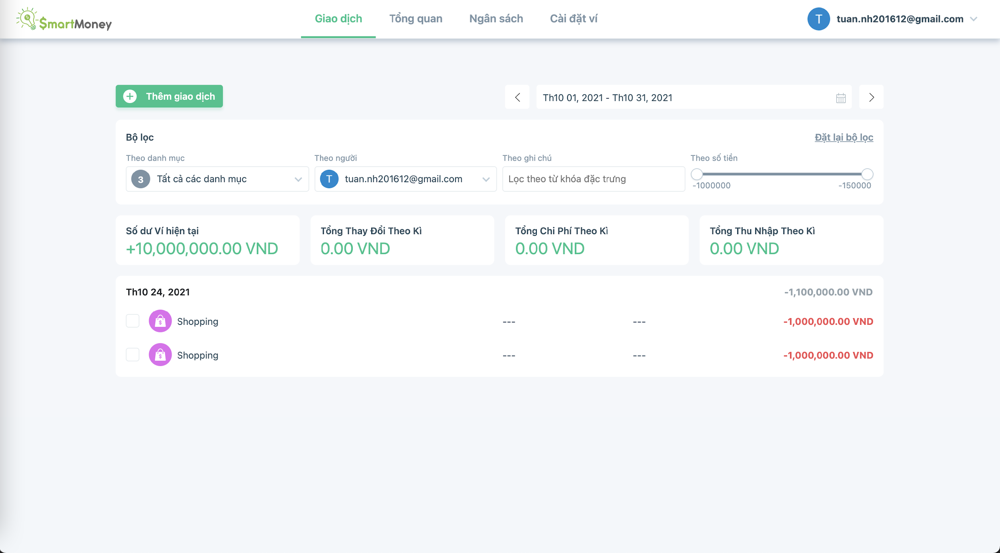 $martMoney
Giao dịch Tổng quan Ngân sách Cài đặt ví
T tuan.nh201612@gmail.com
Thêm giao dịch
Th10 01, 2021 - Th10 31, 2021
Bộ lọc
Đặt lại bộ lọc
Theo danh mục Theo người Theo ghi chú Theo số tiền
3 Tất cả các danh mục T tuan.nh201612@gmail.com Lọc theo từ khóa đặc trưng
-1000000 -150000
Số dư Ví hiện tại Tổng Thay Đổi Theo Kì Tổng Chi Phí Theo Kì Tổng Thu Nhập Theo Kì
+10,000,000.00 VND 0.00 VND 0.00 VND 0.00 VND
Th10 24, 2021 -1,100,000.00 VND
Shopping --- --- -1,000,000.00 VND
Shopping --- --- -1,000,000.00 VND